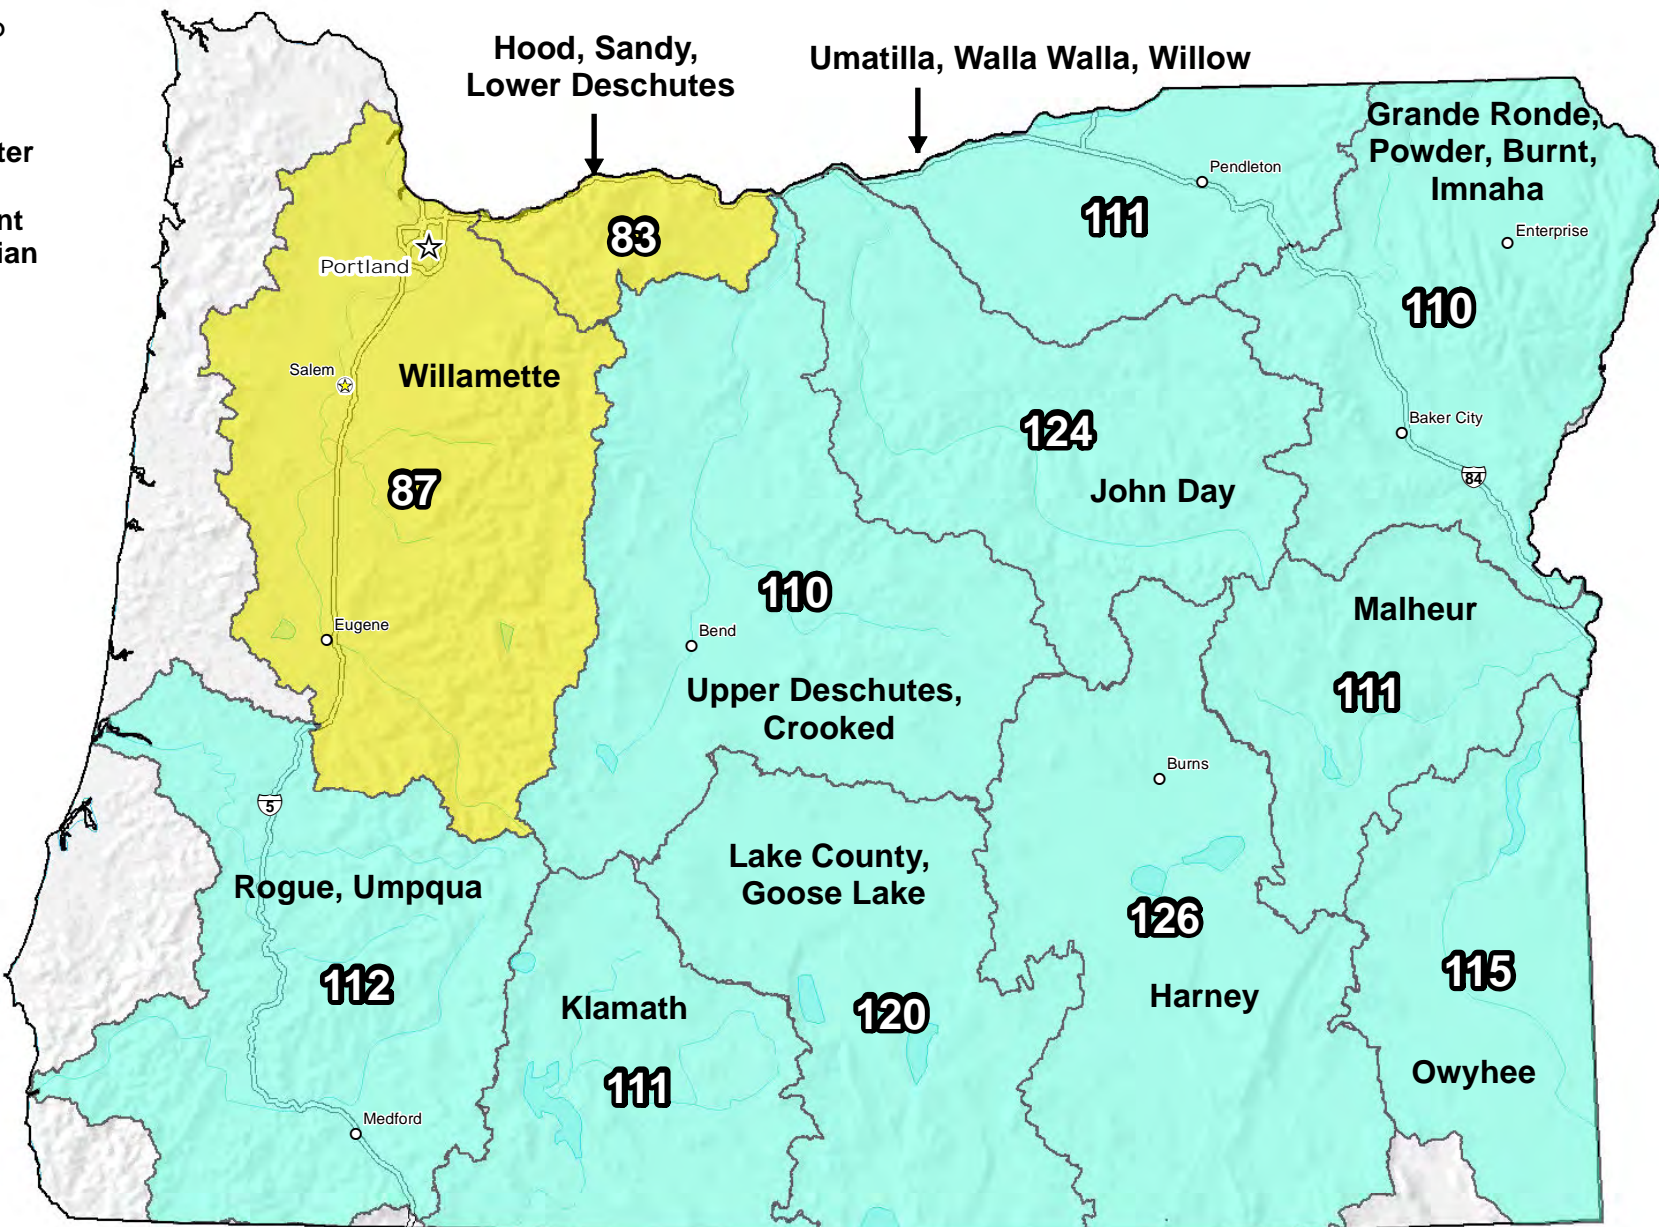 ter
nt
ian
Hood, Sandy,
Lower Deschutes
Umatilla, Walla Walla, Willow
Grande Ronde,
Powder, Burnt,
Imnaha
Pendleton
Enterprise
111
83
110
Portland
Salem
Willamette
87
Baker City
84
124
John Day
110
Bend
Upper Deschutes,
Crooked
Eugene
Malheur
111
Burns
5
Lake County,
Goose Lake
Rogue, Umpqua
126
Harney
115
112
Klamath
120
Owyhee
111
Medford